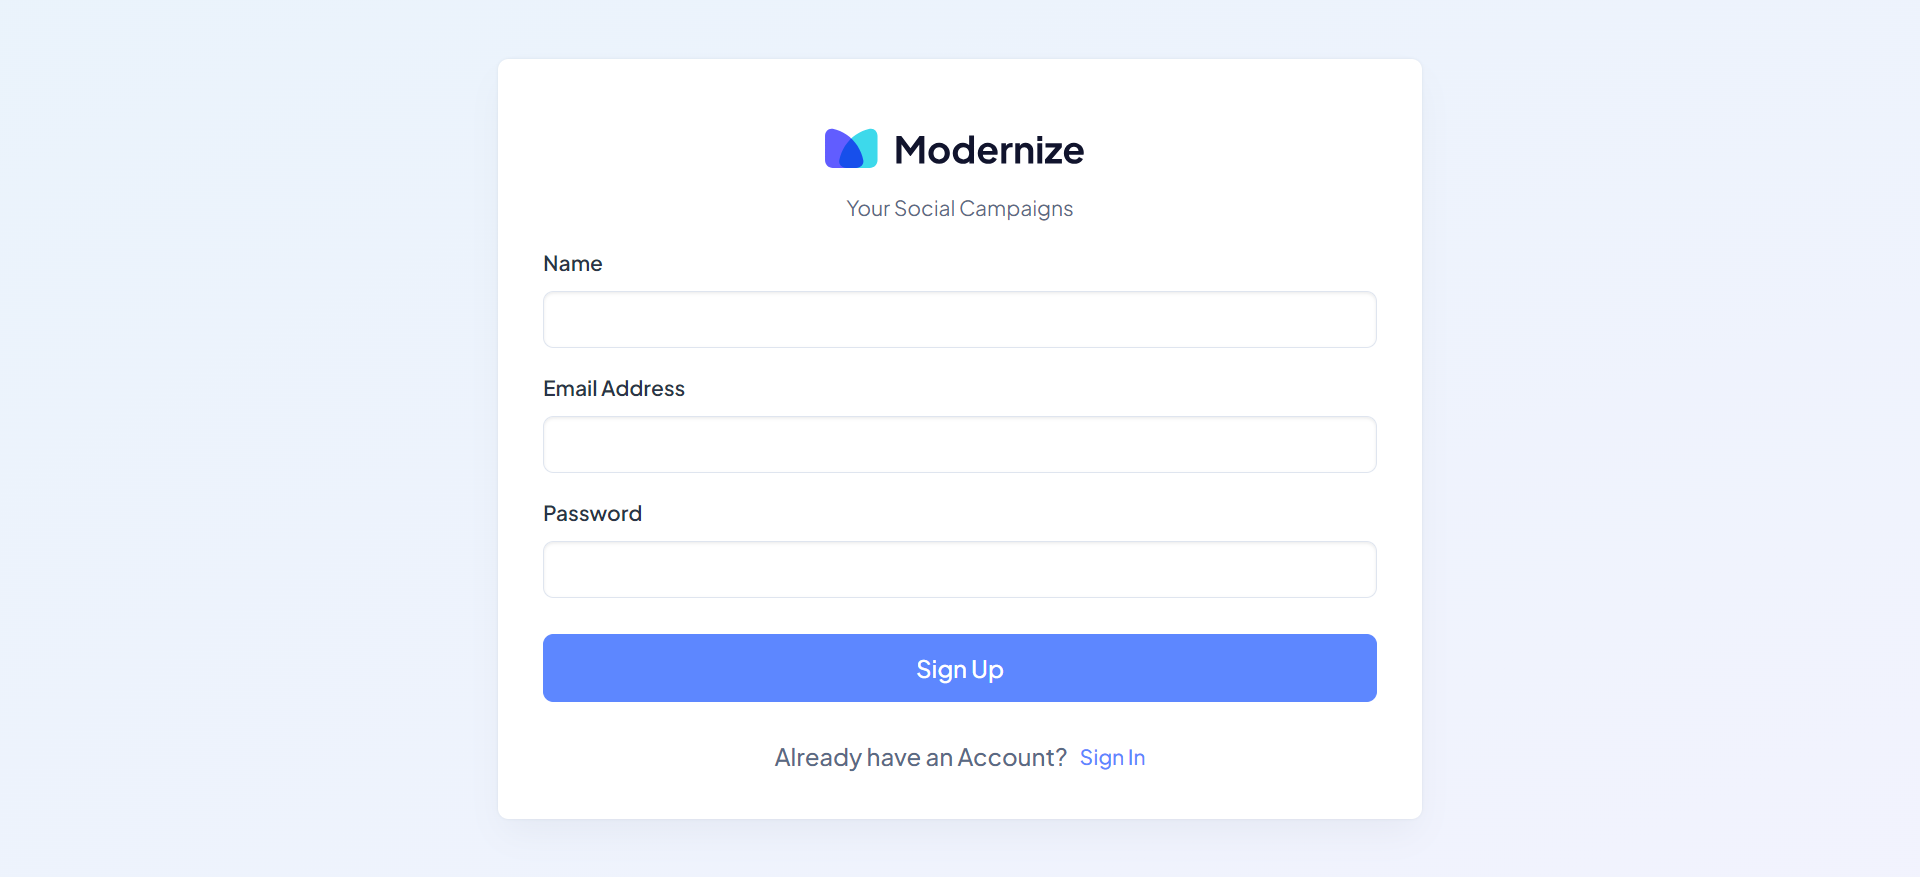 Modernize
Your Social Campaigns
Name
Email Address
Password
Sign Up
Already have an Account? Sign In